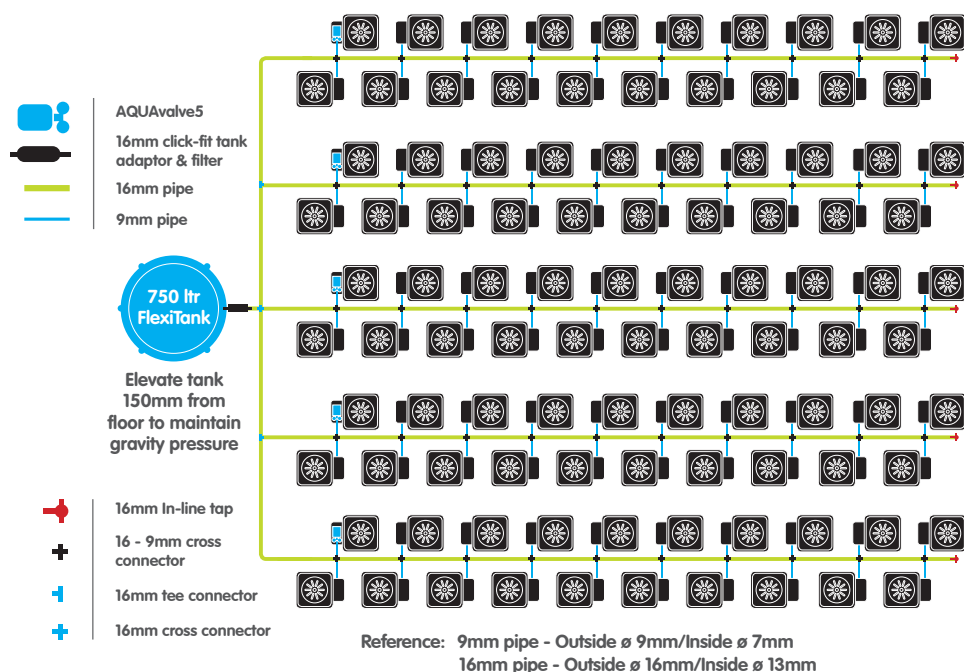 AQUAvalve5
16mm click-fit tank
adaptor & filter
16mm pipe
9mm pipe
750 ltr
FlexiTank
Elevate tank
150mm from
floor to maintain
gravity pressure
16mm In-line tap
16 - 9mm cross
connector
16mm tee connector
16mm cross connector
Reference: 9mm pipe - Outside ø 9mm/Inside ø 7mm
16mm pipe - Outside ø 16mm/Inside ø 13mm